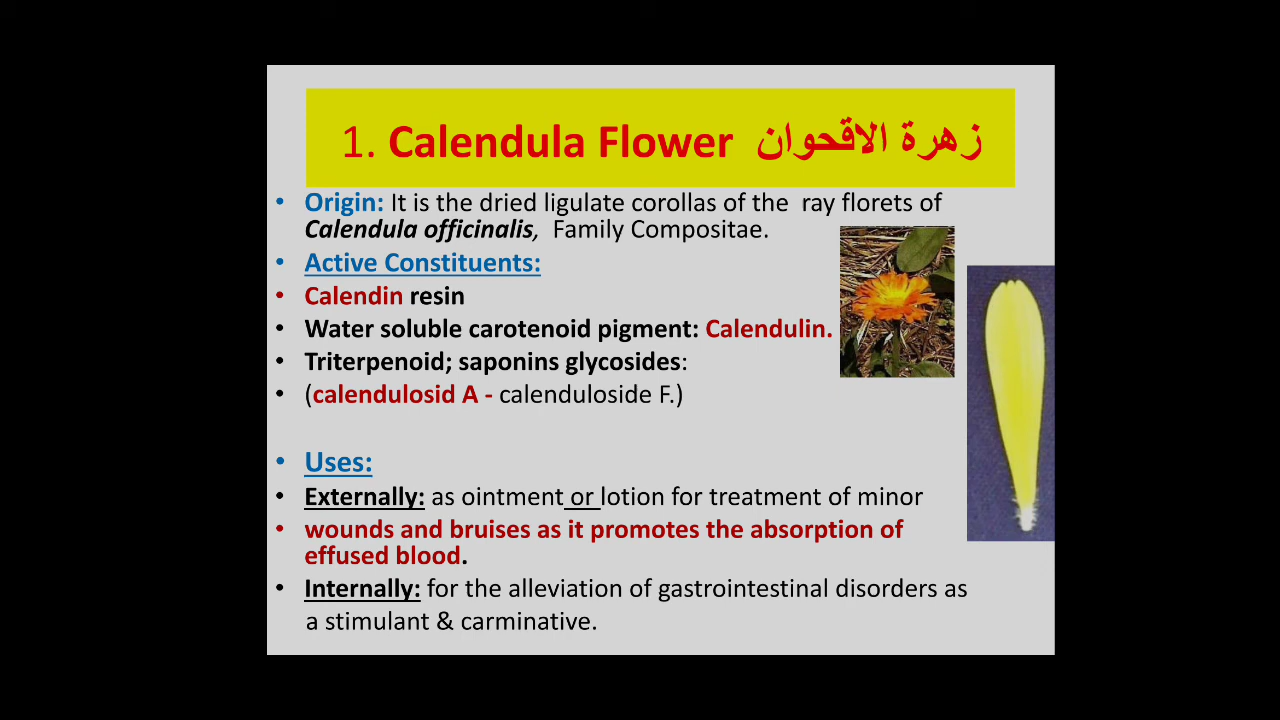 1. Calendula Flower زهرة الاقحوان
• Origin: It is the dried ligulate corollas of the ray florets of
Calendula officinalis, Family Compositae.
• Active Constituents:
• Calendin resin
• Water soluble carotenoid pigment: Calendulin.
• Triterpenoid; saponins glycosides:
• (calendulosid A - calenduloside F.)
• Uses:
• Externally: as ointment or lotion for treatment of minor
• wounds and bruises as it promotes the absorption of
effused blood.
• Internally: for the alleviation of gastrointestinal disorders as
a stimulant & carminative.